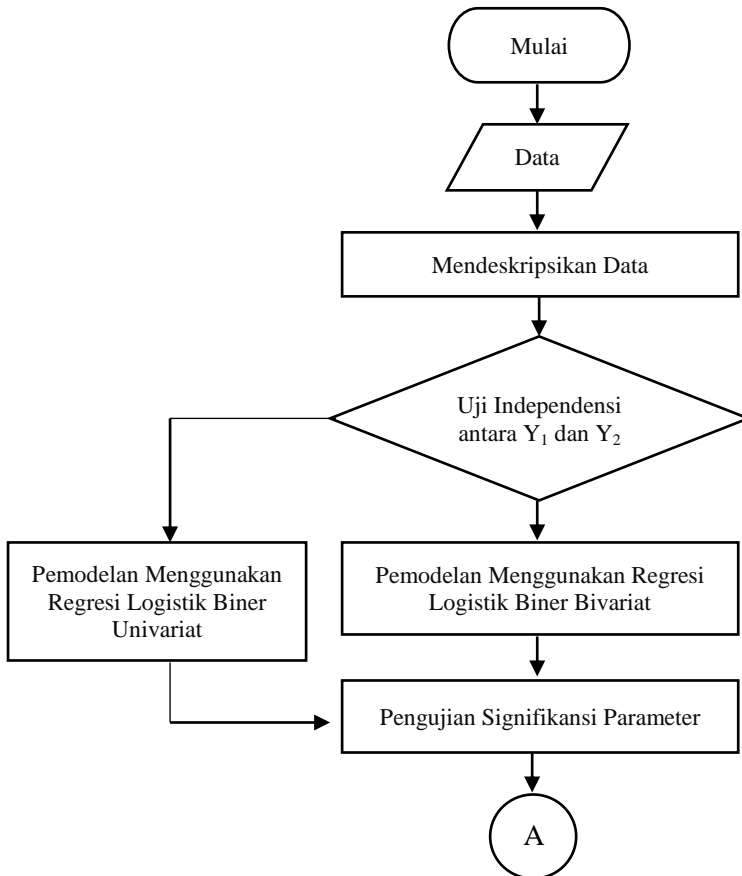 Mulai
Data
Mendeskripsikan Data
Uji Independensi
antara Y₁ dan Y₂
Pemodelan Menggunakan
Regresi Logistik Biner
Univariat
Pemodelan Menggunakan Regresi
Logistik Biner Bivariat
Pengujian Signifikansi Parameter
A